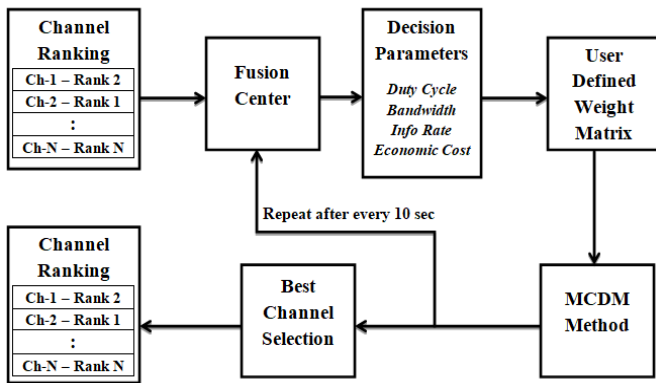 Channel
Ranking
Ch-1 – Rank 2
Ch-2 – Rank 1
:
Ch-N – Rank N
Fusion
Center
Decision
Parameters
Duty Cycle
Bandwidth
Info Rate
Economic Cost
User
Defined
Weight
Matrix
Repeat after every 10 sec
Channel
Ranking
Ch-1 – Rank 2
Ch-2 – Rank 1
:
Ch-N – Rank N
Best
Channel
Selection
MCDM
Method